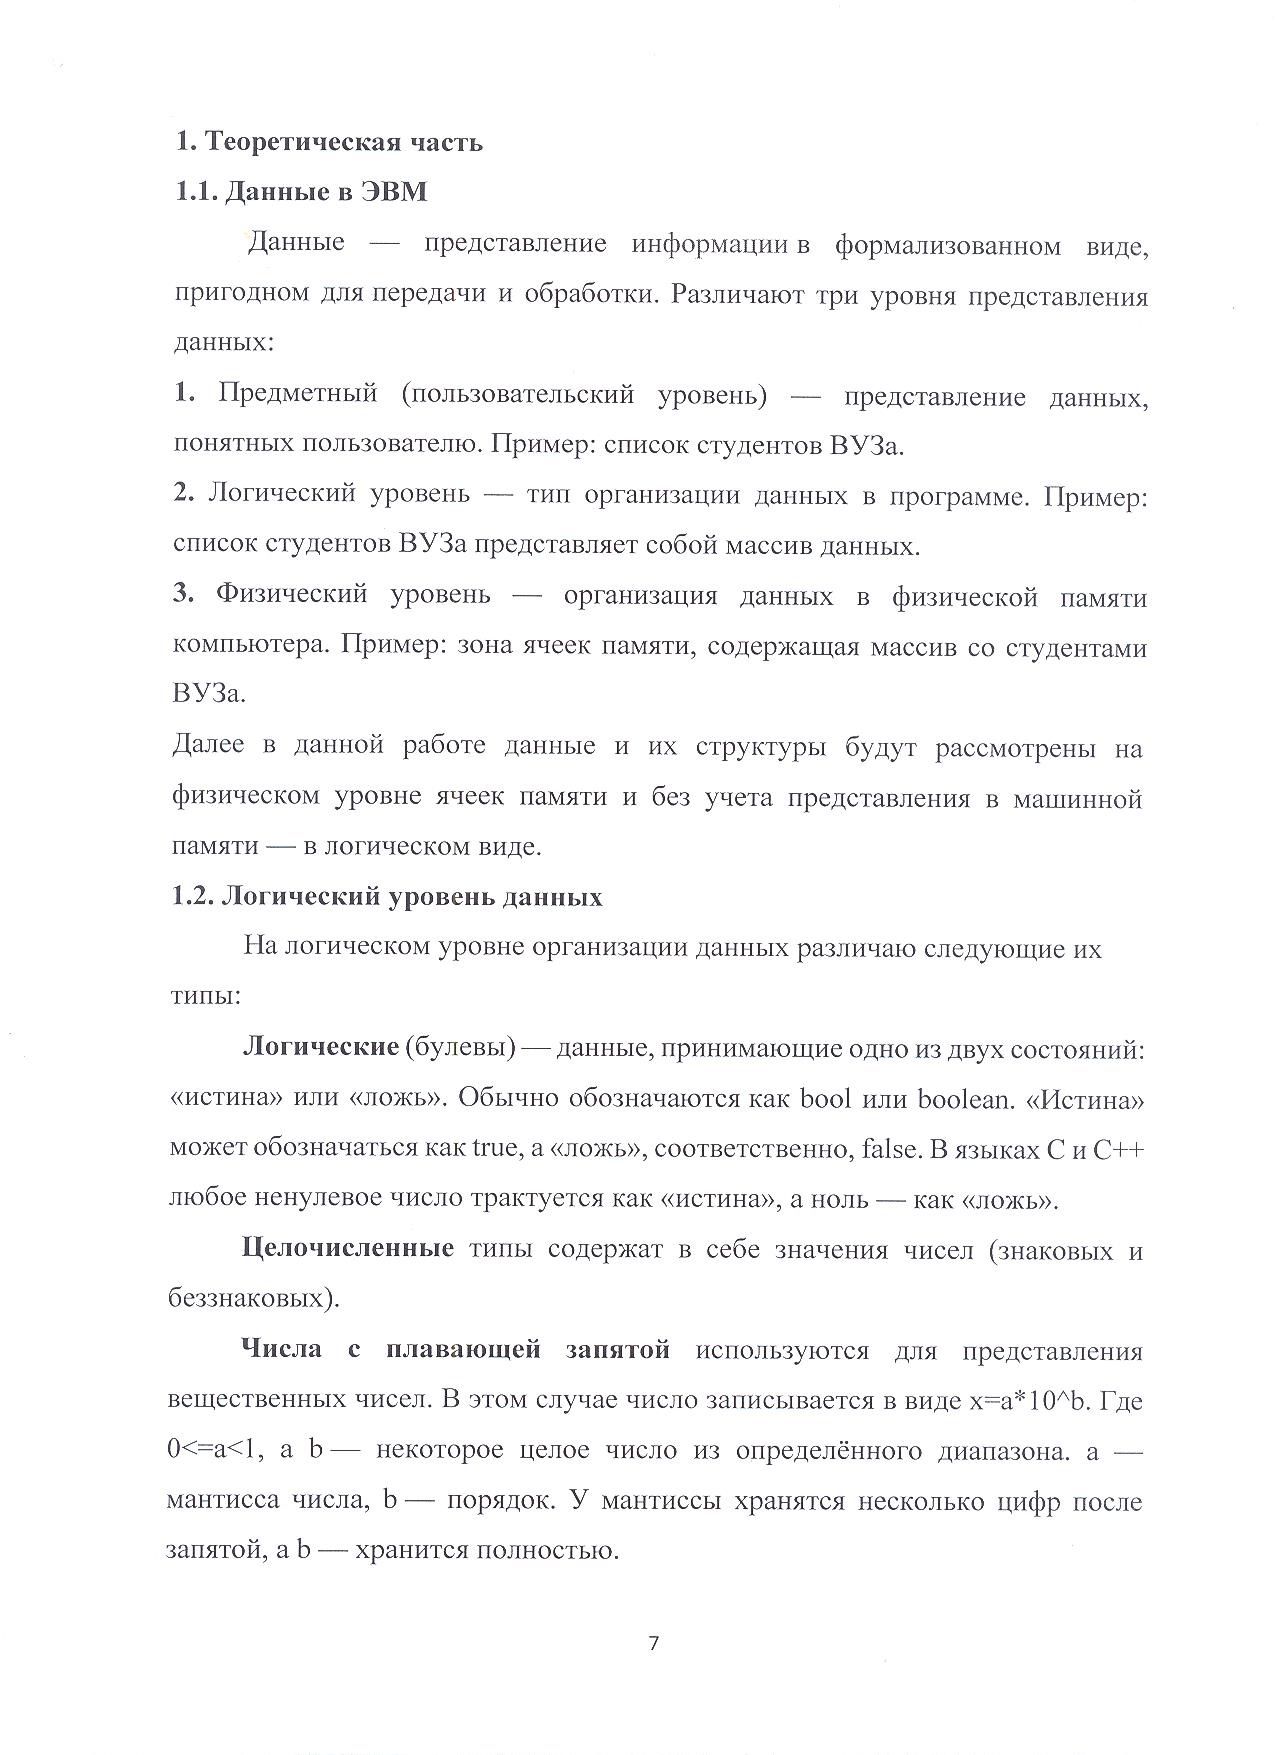 1. Теоретическая часть
1.1. Данные в ЭВМ
Данные — представление информации в формализованном виде,
пригодном для передачи и обработки. Различают три уровня представления
данных:
1. Предметный (пользовательский уровень) — представление данных,
понятных пользователю. Пример: список студентов ВУЗа.
2. Логический уровень — тип организации данных в программе. Пример:
список студентов ВУЗа представляет собой массив данных.
3. Физический уровень — организация данных в физической памяти
компьютера. Пример: зона ячеек памяти, содержащая массив со студентами
ВУЗа.
Далее в данной работе данные и их структуры будут рассмотрены на
физическом уровне ячеек памяти и без учета представления в машинной
памяти — в логическом виде.
1.2. Логический уровень данных
На логическом уровне организации данных различаю следующие их
типы:
Логические (булевы) — данные, принимающие одно из двух состояний:
«истина» или «ложь». Обычно обозначаются как bool или boolean. «Истина»
может обозначаться как true, а «ложь», соответственно, false. В языках C и C++
любое ненулевое число трактуется как «истина», а ноль — как «ложь».
Целочисленные типы содержат в себе значения чисел (знаковых и
беззнаковых).
Числа с плавающей запятой используются для представления
вещественных чисел. В этом случае число записывается в виде x=a*10^b. Где
0<=a<1, а b — некоторое целое число из определённого диапазона. a —
мантисса числа, b — порядок. У мантиссы хранятся несколько цифр после
запятой, а b — хранится полностью.
7